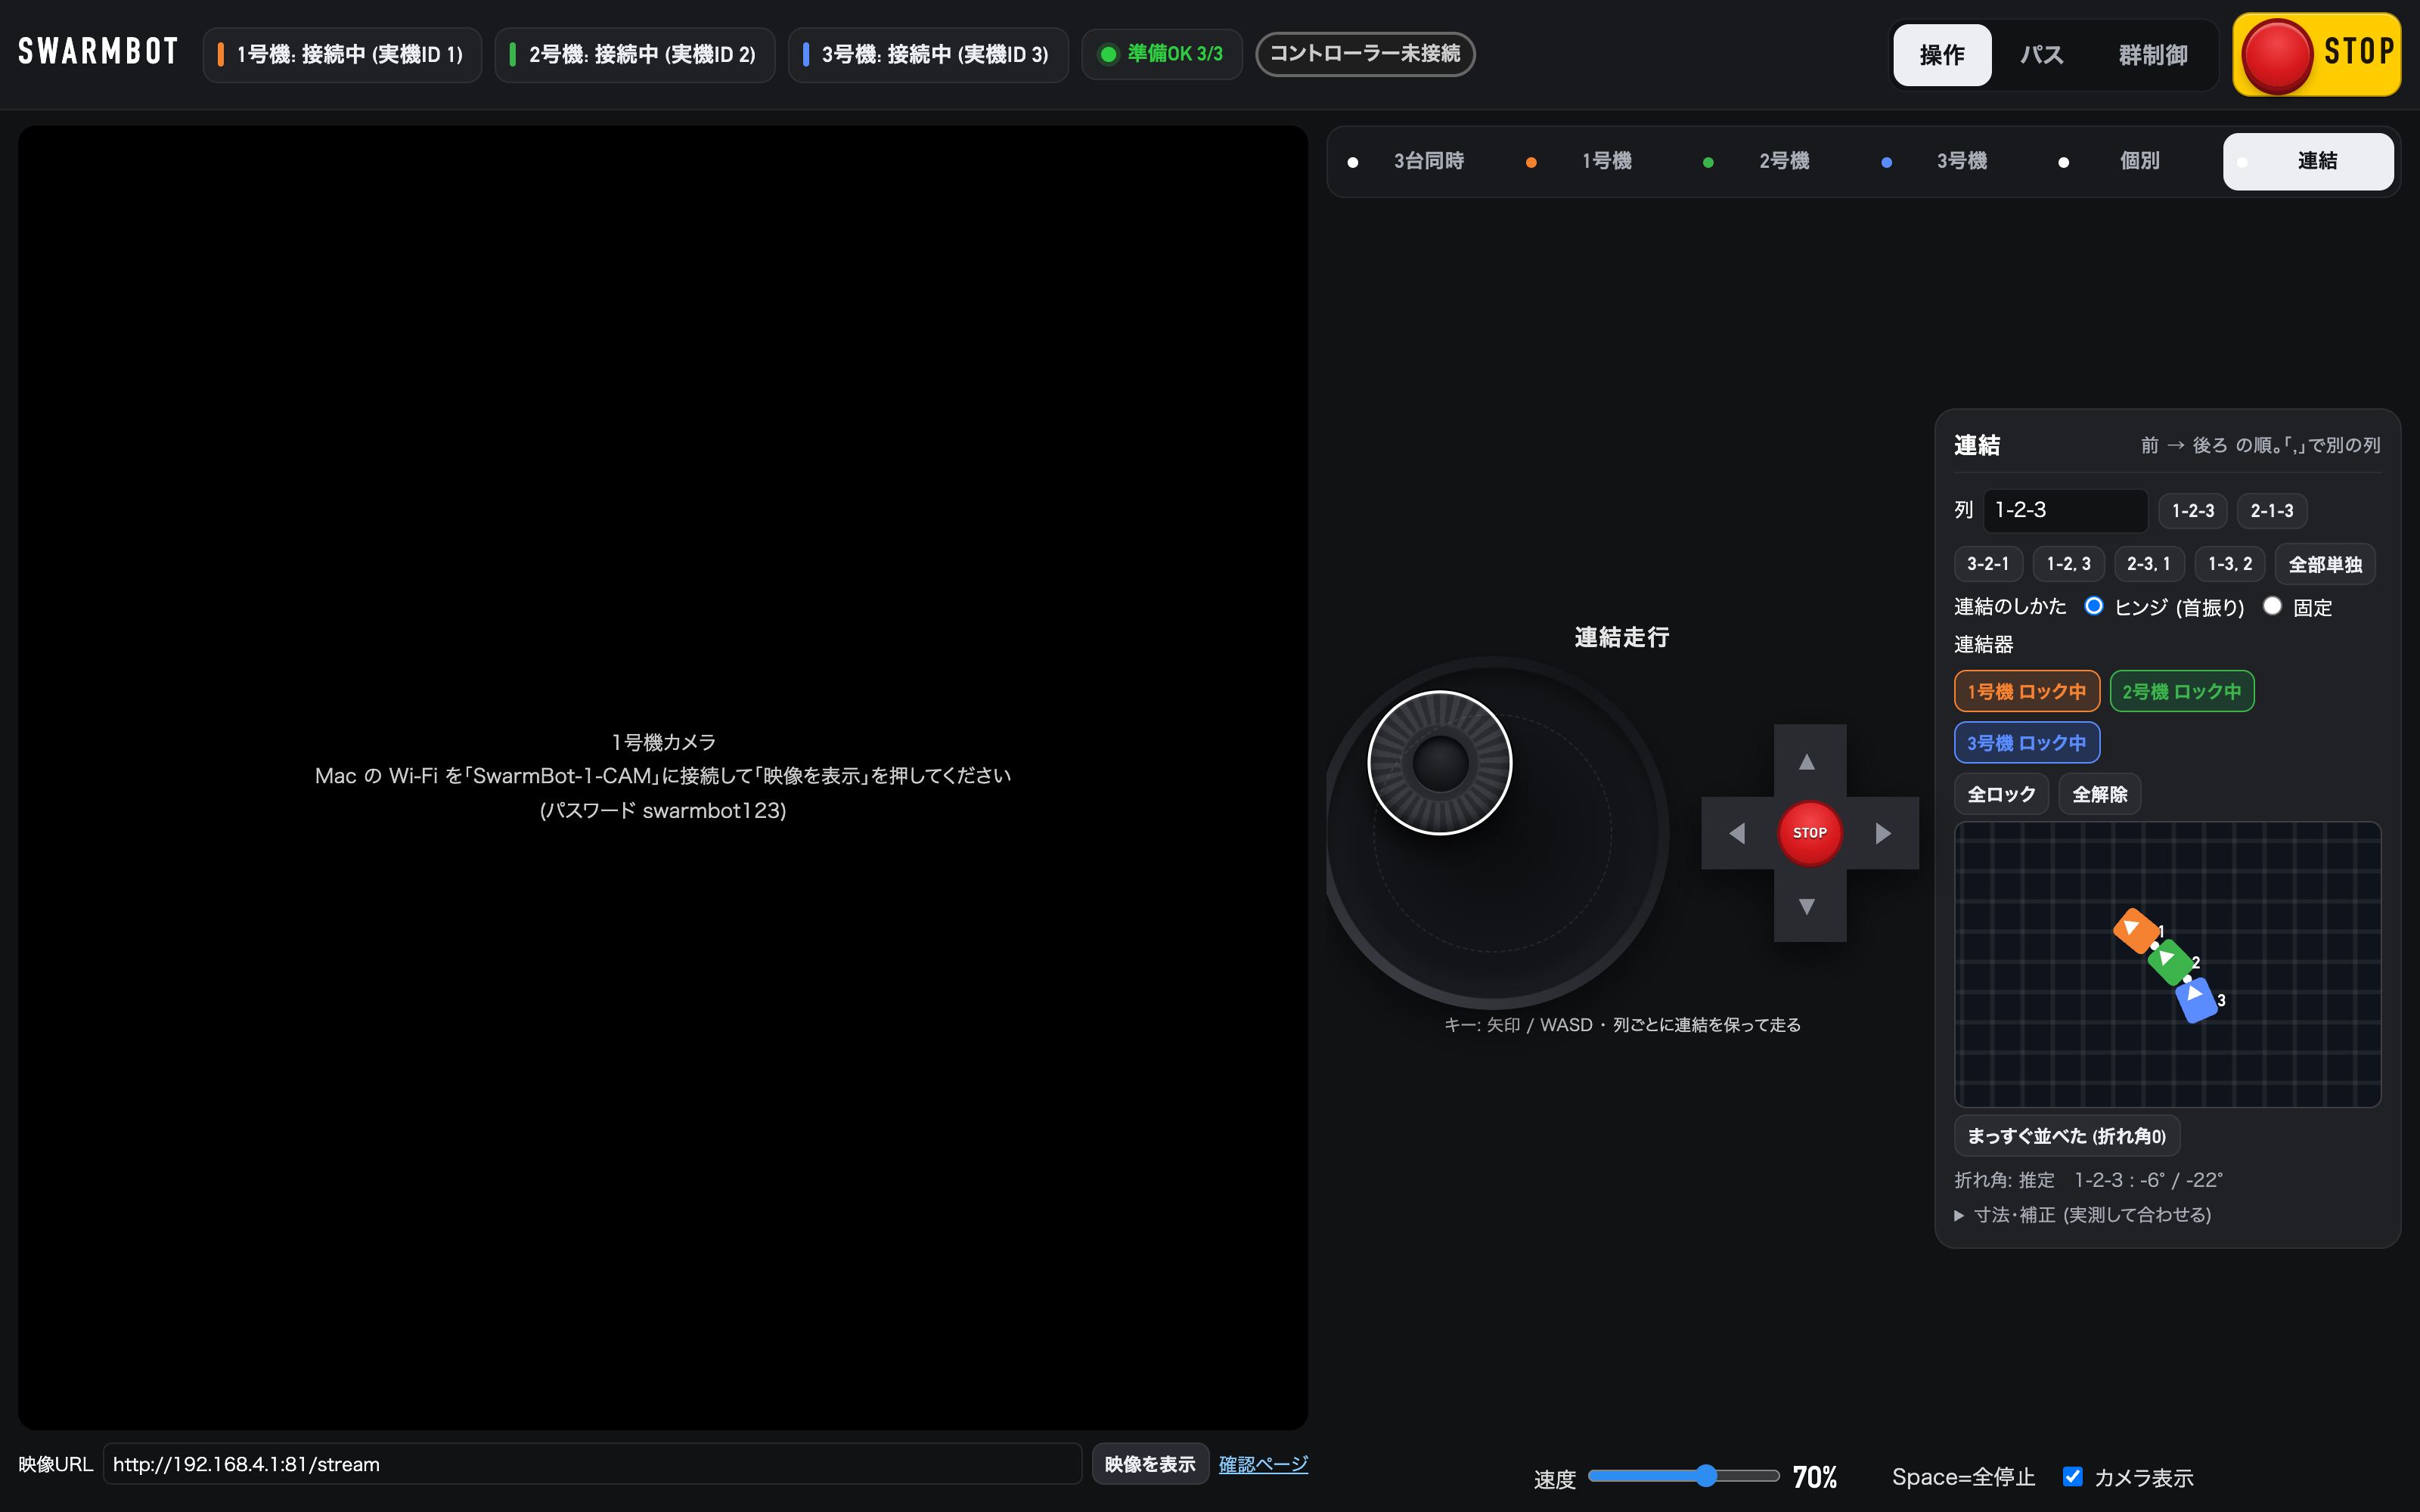 SWARMBOT
1号機: 接続中 (実機ID 1)
2号機: 接続中 (実機ID 2)
3号機: 接続中 (実機ID 3)
準備OK 3/3
コントローラー未接続
操作
パス
群制御
STOP
3台同時
1号機
2号機
3号機
個別
連結
1号機カメラ
Mac の Wi-Fi を「SwarmBot-1-CAM」に接続して「映像を表示」を押してください
(パスワード swarmbot123)
連結走行
▲
◀
STOP
▶
▼
キー: 矢印 / WASD・列ごとに連結を保って走る
連結
前 → 後ろ の順。「,」で別の列
列
1-2-3
1-2-3
2-1-3
3-2-1
1-2, 3
2-3, 1
1-3, 2
全部単独
連結のしかた
ヒンジ (首振り)
固定
連結器
1号機 ロック中
2号機 ロック中
3号機 ロック中
全ロック
全解除
1
2
3
まっすぐ並べた (折れ角0)
折れ角: 推定 1-2-3 : -6° / -22°
▶ 寸法・補正 (実測して合わせる)
映像URL
http://192.168.4.1:81/stream
映像を表示
確認ページ
速度
70%
Space=全停止
カメラ表示